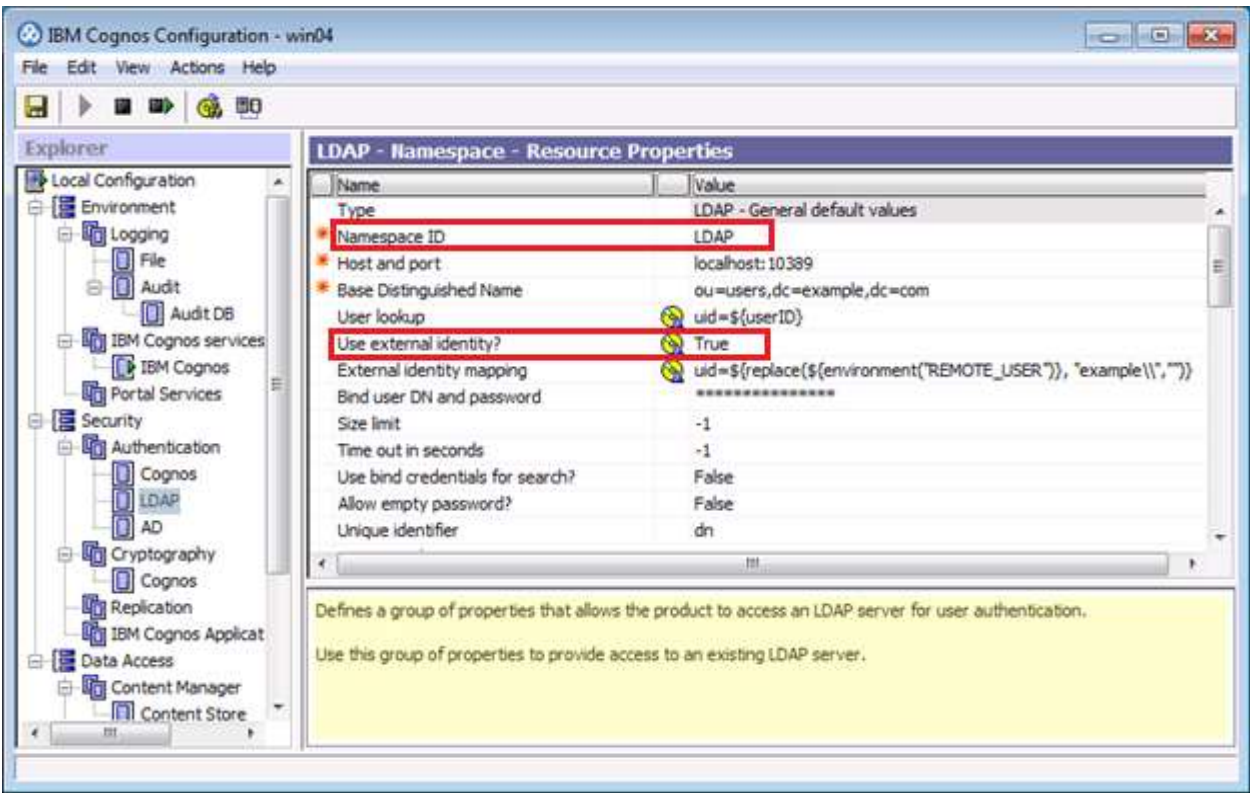 IBM Cognos Configuration - win04
File Edit View Actions Help
Explorer
Local Configuration
Environment
Logging
File
Audit
Audit DB
IBM Cognos services
IBM Cognos
Portal Services
Security
Authentication
Cognos
LDAP
AD
Cryptography
Cognos
Replication
IBM Cognos Applicat
Data Access
Content Manager
Content Store
LDAP - Namespace - Resource Properties
Name Value
Type LDAP - General default values
* Namespace ID LDAP
* Host and port localhost:10389
* Base Distinguished Name ou=users,dc=example,dc=com
User lookup uid=${userID}
Use external identity? True
External identity mapping uid=${replace(${environment("REMOTE_USER")}, "example\\","")}
Bind user DN and password ***************
Size limit -1
Time out in seconds -1
Use bind credentials for search? False
Allow empty password? False
Unique identifier dn
Defines a group of properties that allows the product to access an LDAP server for user authentication.
Use this group of properties to provide access to an existing LDAP server.